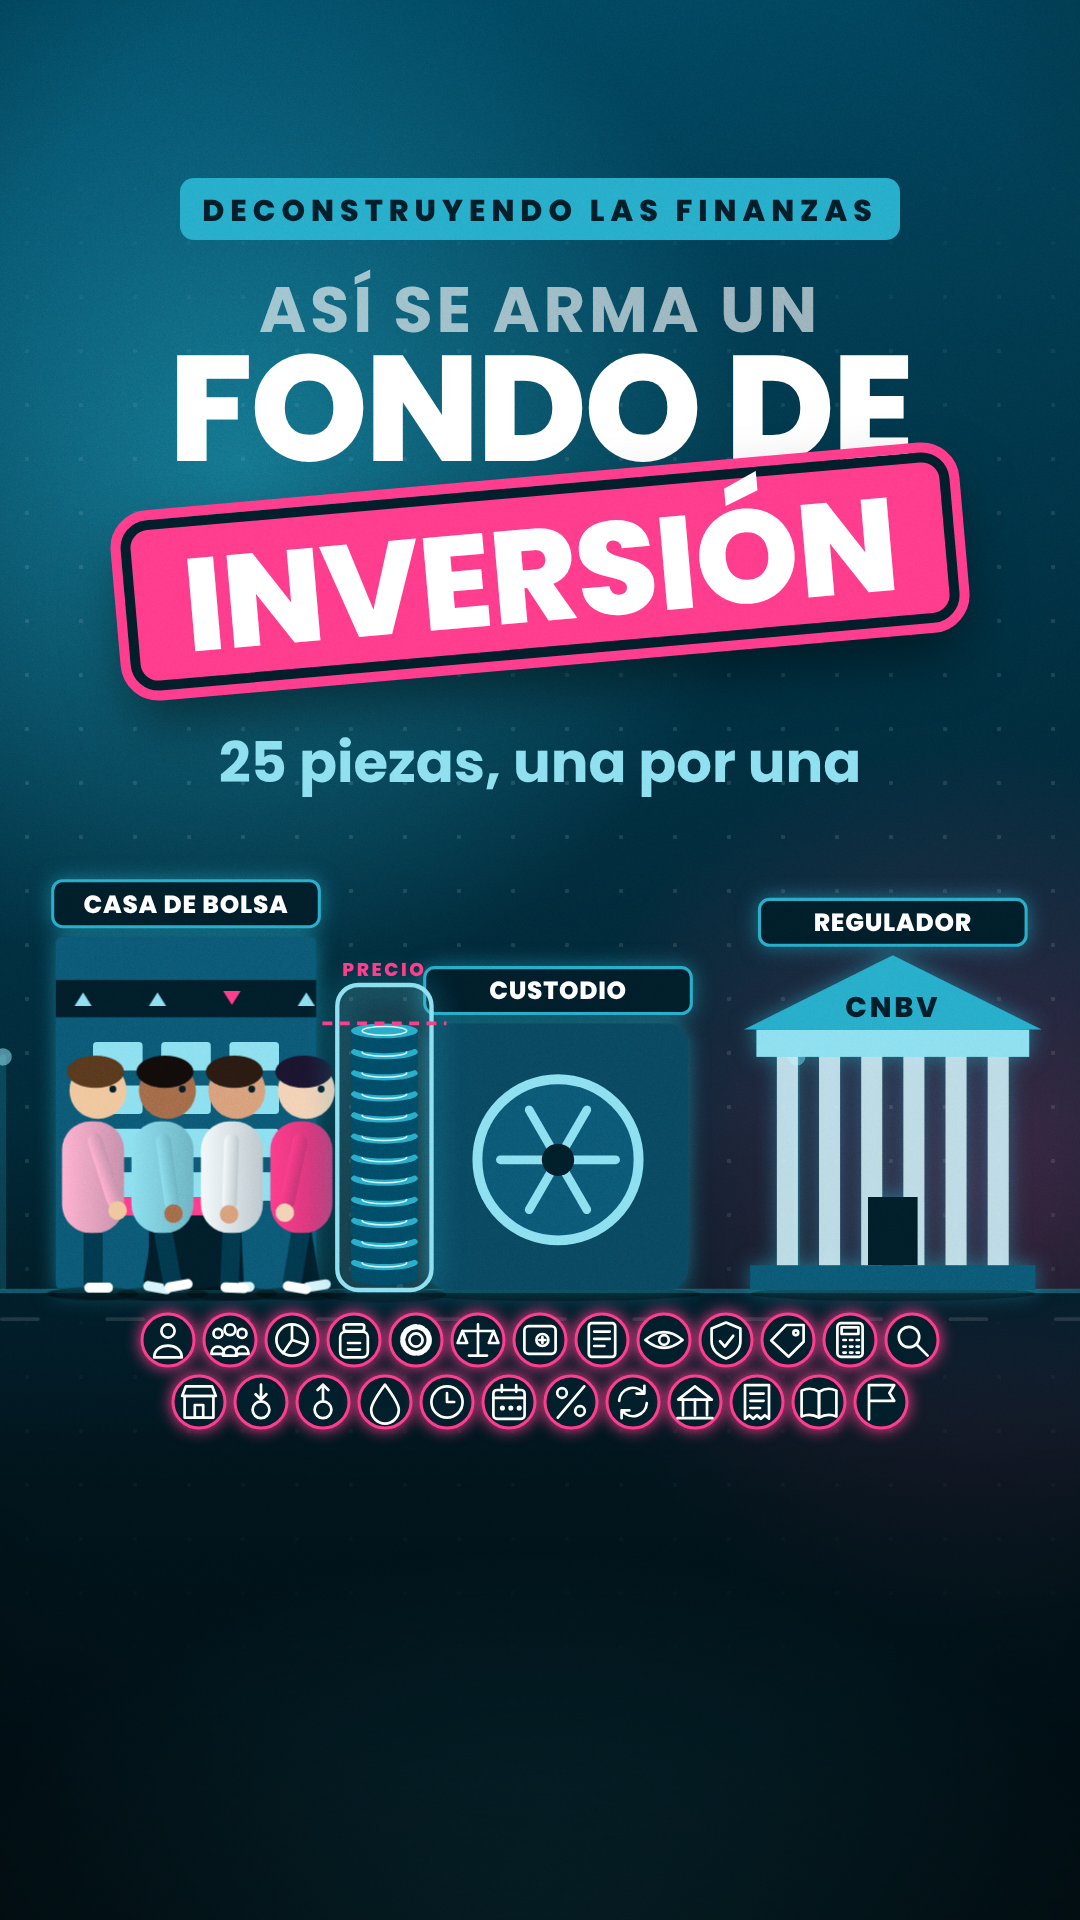 DECONSTRUYENDO LAS FINANZAS
ASÍ SE ARMA UN
FONDO DE
INVERSIÓN
25 piezas, una por una
CASA DE BOLSA
REGULADOR
PRECIO
CUSTODIO
CNBV